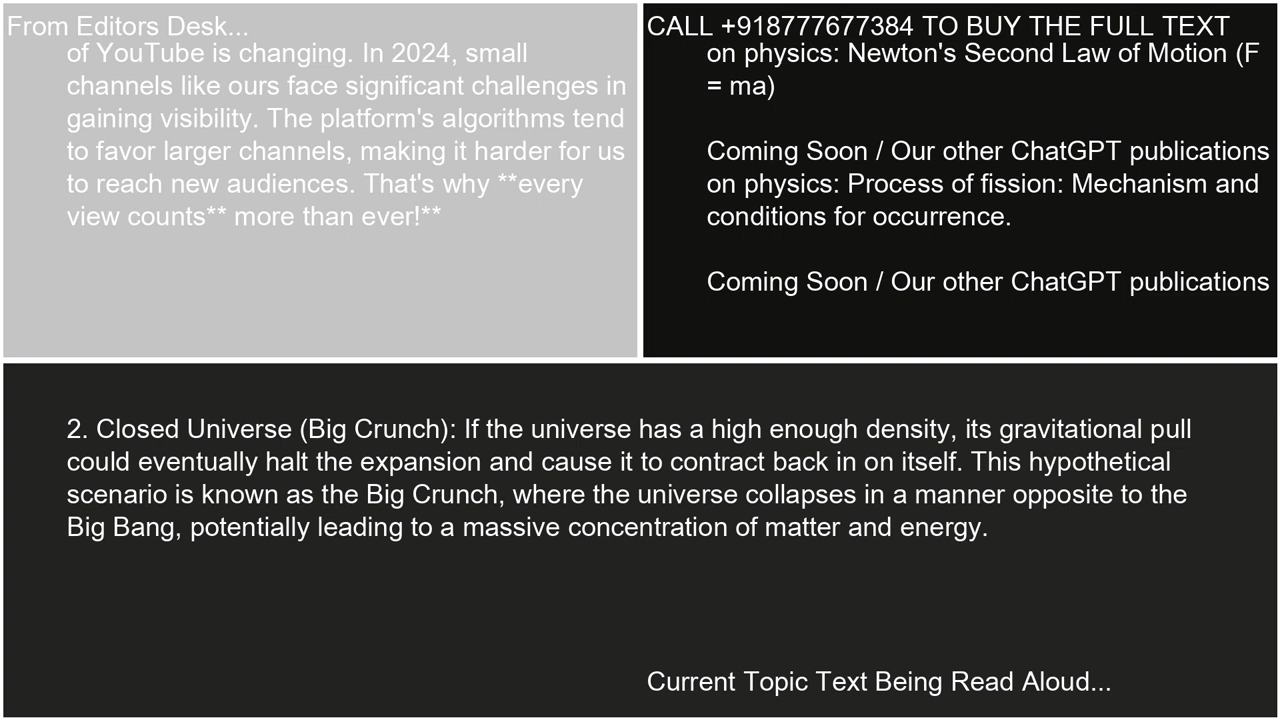 From Editors Desk...
of YouTube is changing. In 2024, small
channels like ours face significant challenges in
gaining visibility. The platform's algorithms tend
to favor larger channels, making it harder for us
to reach new audiences. That's why **every
view counts** more than ever!**
CALL +918777677384 TO BUY THE FULL TEXT
on physics: Newton's Second Law of Motion (F
= ma)
Coming Soon / Our other ChatGPT publications
on physics: Process of fission: Mechanism and
conditions for occurrence.
Coming Soon / Our other ChatGPT publications
2. Closed Universe (Big Crunch): If the universe has a high enough density, its gravitational pull
could eventually halt the expansion and cause it to contract back in on itself. This hypothetical
scenario is known as the Big Crunch, where the universe collapses in a manner opposite to the
Big Bang, potentially leading to a massive concentration of matter and energy.
Current Topic Text Being Read Aloud...